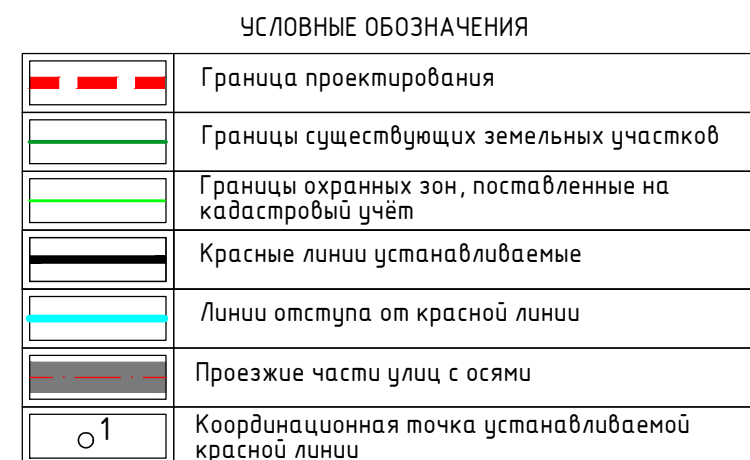 УСЛОВНЫЕ ОБОЗНАЧЕНИЯ
Граница проектирования
Границы существующих земельных участков
Границы охранных зон, поставленные на
кадастровый учёт
Красные линии устанавливаемые
Линии отступа от красной линии
Проезжие части улиц с осями
1
Координационная точка устанавливаемой
красной линии